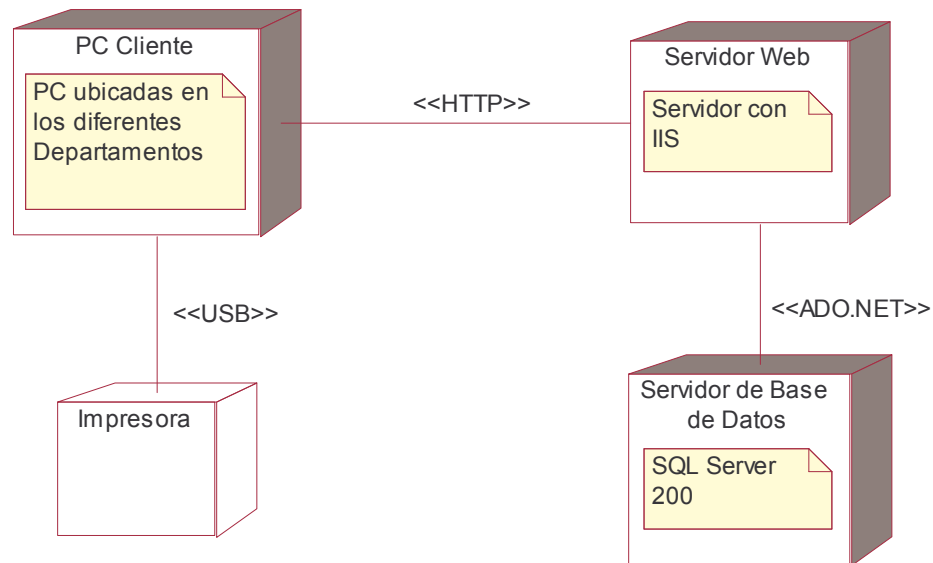 PC Cliente
PC ubicadas en
los diferentes
Departamentos
<<HTTP>>
Servidor Web
Servidor con
IIS
<<USB>>
<<ADO.NET>>
Impresora
Servidor de Base
de Datos
SQL Server
200